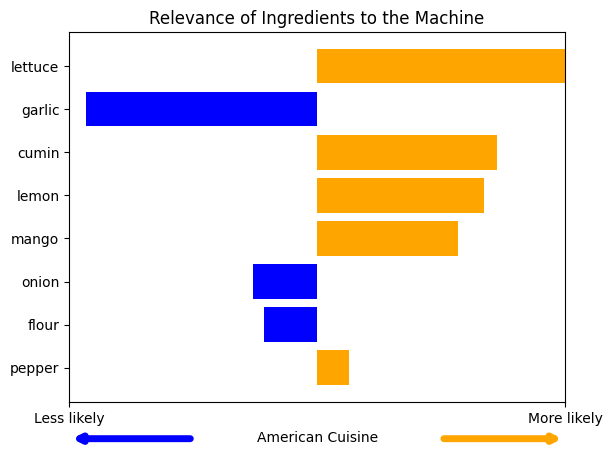 Relevance of Ingredients to the Machine
lettuce
garlic
cumin
lemon
mango
onion
flour
pepper
Less likely
More likely
American Cuisine